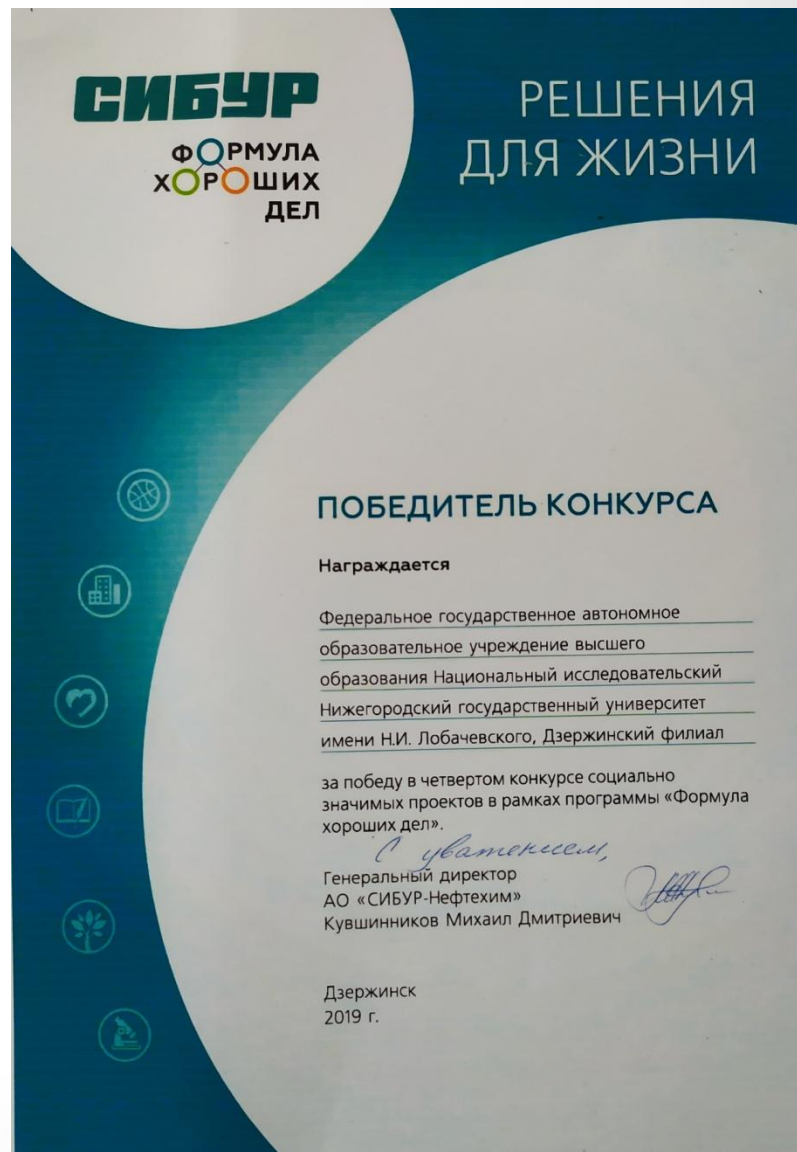 СИБУР
ФОРМУЛА
ХОРОШИХ
ДЕЛ
РЕШЕНИЯ
ДЛЯ ЖИЗНИ
ПОБЕДИТЕЛЬ КОНКУРСА
Награждается
Федеральное государственное автономное
образовательное учреждение высшего
образования Национальный исследовательский
Нижегородский государственный университет
имени Н.И. Лобачевского, Дзержинский филиал
за победу в четвертом конкурсе социально
значимых проектов в рамках программы «Формула
хороших дел».
С уважением,
Генеральный директор
АО «СИБУР-Нефтехим»
Кувшинников Михаил Дмитриевич
Дзержинск
2019 г.